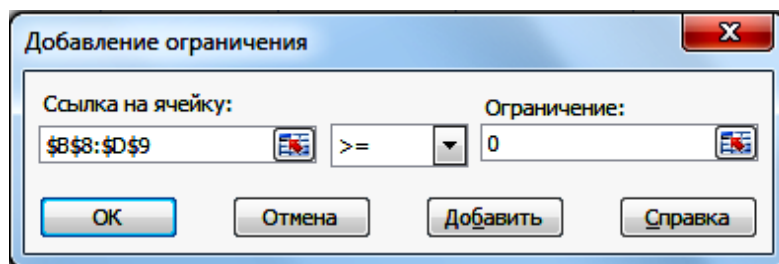 Добавление ограничения
Ссылка на ячейку: Ограничение:
$B$8:$D$9 >= 0
ОК Отмена Добавить Справка